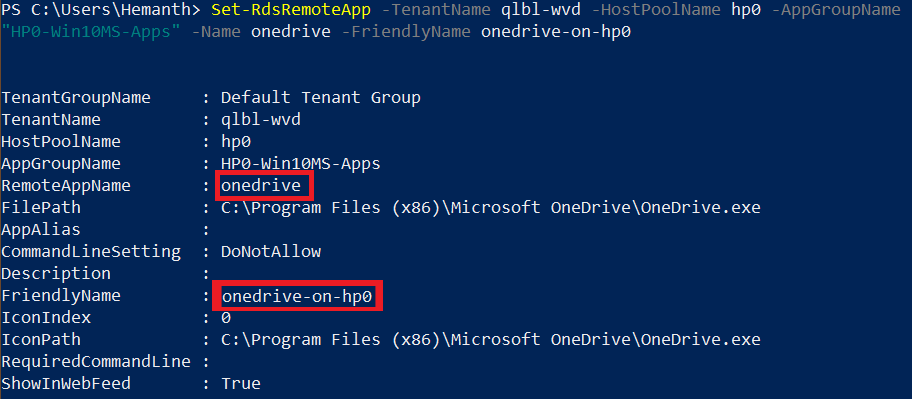 PS C:\Users\Hemanth> Set-RdsRemoteApp -TenantName qlbl-wvd -HostPoolName hp0 -AppGroupName
"HP0-Win10MS-Apps" -Name onedrive -FriendlyName onedrive-on-hp0
TenantGroupName : Default Tenant Group
TenantName : qlbl-wvd
HostPoolName : hp0
AppGroupName : HP0-Win10MS-Apps
RemoteAppName : onedrive
FilePath : C:\Program Files (x86)\Microsoft OneDrive\OneDrive.exe
AppAlias :
CommandLineSetting : DoNotAllow
Description :
FriendlyName : onedrive-on-hp0
IconIndex : 0
IconPath : C:\Program Files (x86)\Microsoft OneDrive\OneDrive.exe
RequiredCommandLine :
ShowInWebFeed : True